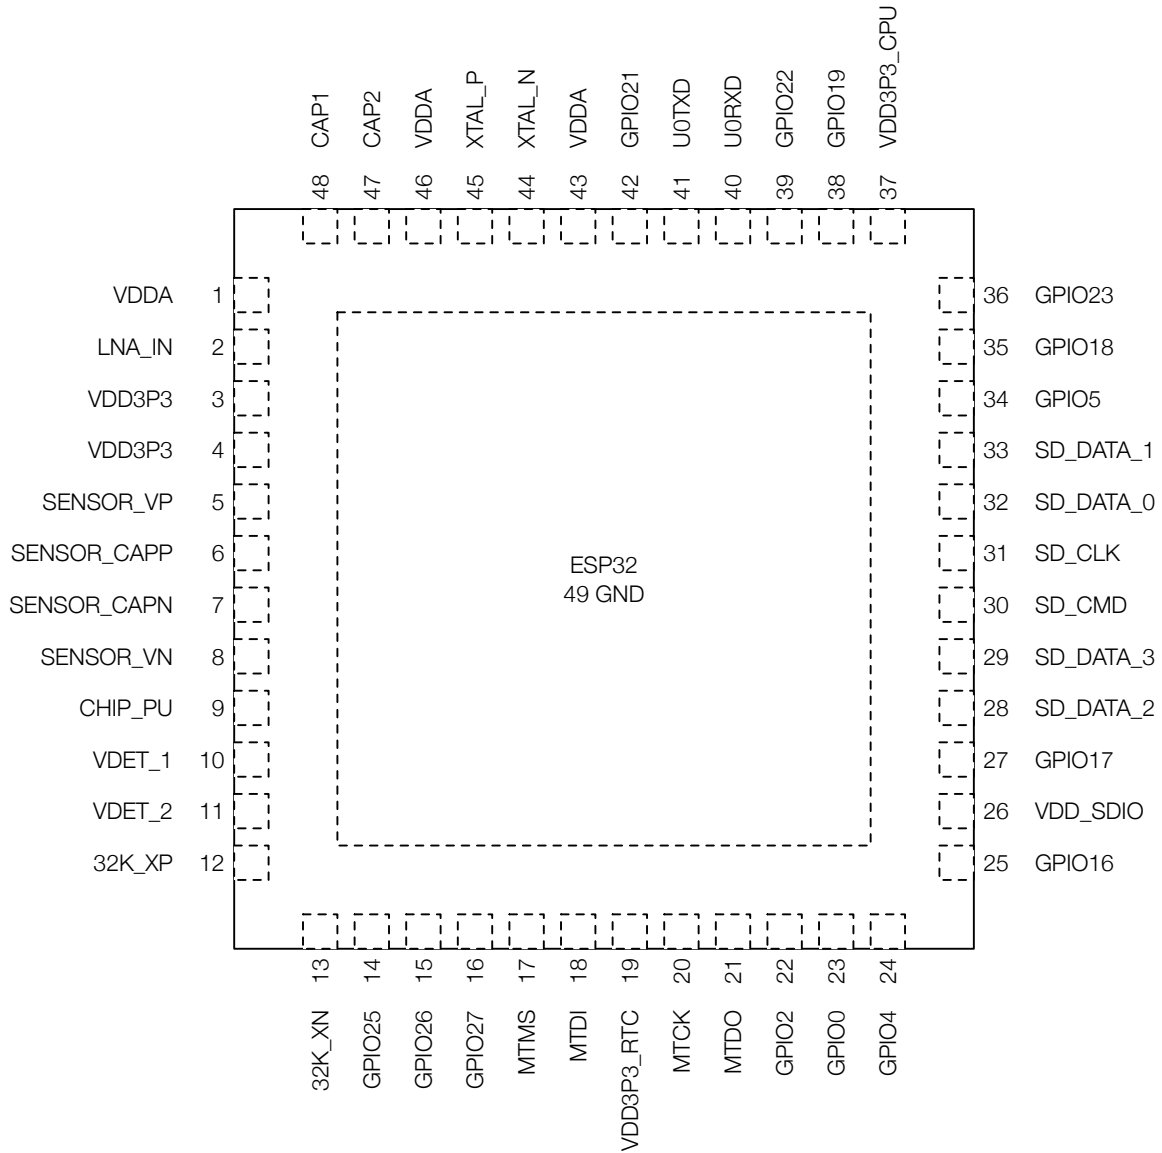 CAP1
CAP2
VDDA
XTAL_P
XTAL_N
VDDA
GPIO21
U0TXD
U0RXD
GPIO22
GPIO19
VDD3P3_CPU
48
47
46
45
44
43
42
41
40
39
38
37
VDDA 1
LNA_IN 2
VDD3P3 3
VDD3P3 4
SENSOR_VP 5
SENSOR_CAPP 6
SENSOR_CAPN 7
SENSOR_VN 8
CHIP_PU 9
VDET_1 10
VDET_2 11
32K_XP 12
ESP32
49 GND
36 GPIO23
35 GPIO18
34 GPIO5
33 SD_DATA_1
32 SD_DATA_0
31 SD_CLK
30 SD_CMD
29 SD_DATA_3
28 SD_DATA_2
27 GPIO17
26 VDD_SDIO
25 GPIO16
13
14
15
16
17
18
19
20
21
22
23
24
32K_XN
GPIO25
GPIO26
GPIO27
MTMS
MTDI
VDD3P3_RTC
MTCK
MTDO
GPIO2
GPIO0
GPIO4